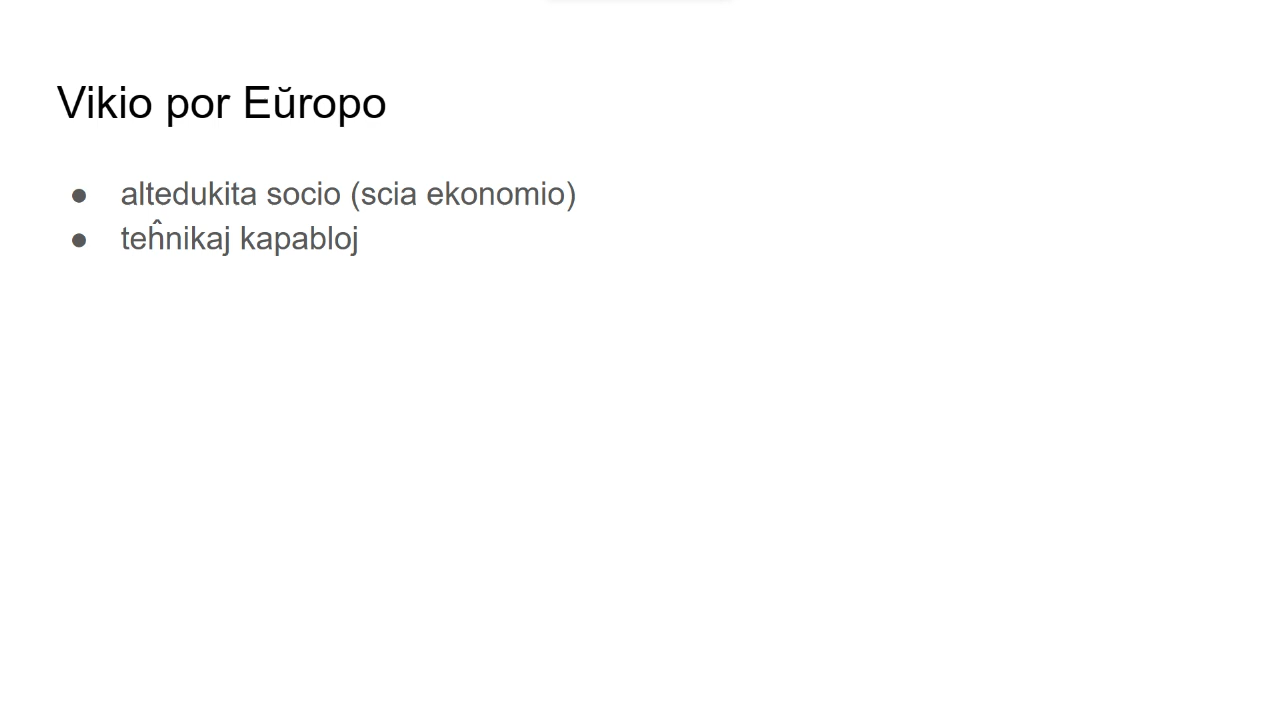 Vikio por Eŭropo
● altedukita socio (scia ekonomio)
● teĥnikaj kapabloj